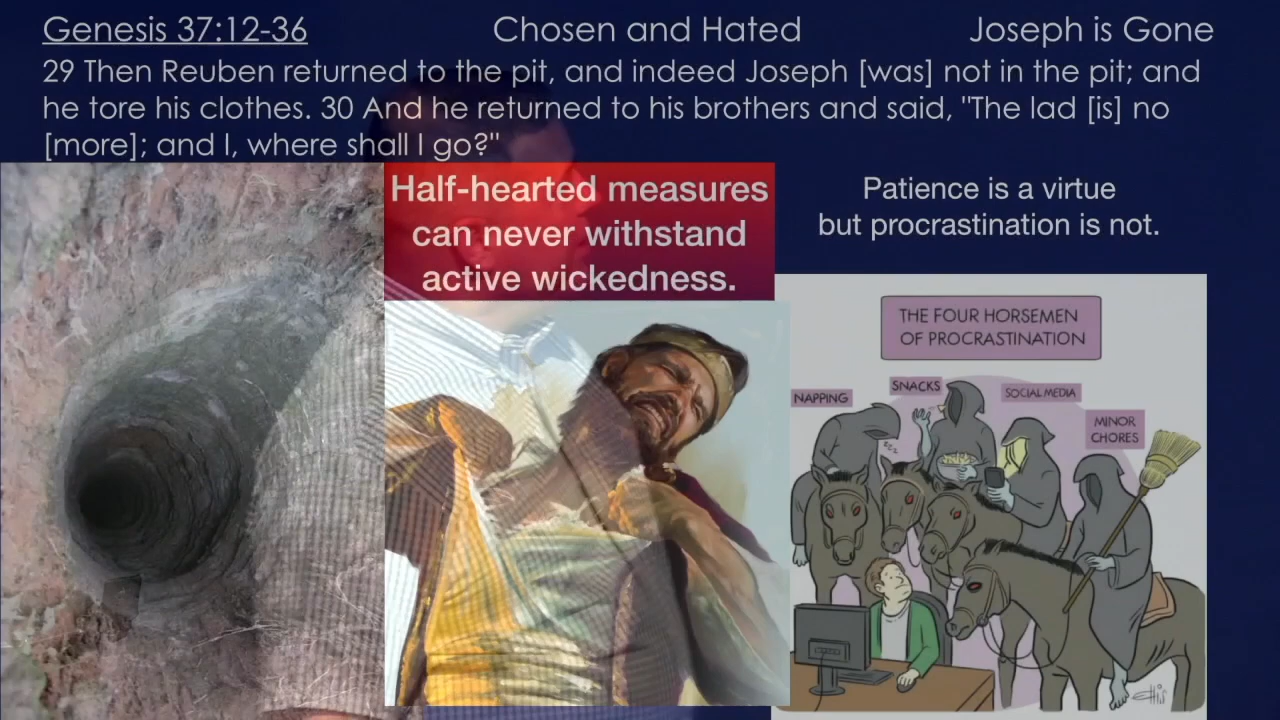 Genesis 37:12-36
Chosen and Hated
Joseph is Gone
29 Then Reuben returned to the pit, and indeed Joseph [was] not in the pit; and
he tore his clothes. 30 And he returned to his brothers and said, "The lad [is] no
[more]; and I, where shall I go?"
Half-hearted measures
can never withstand
active wickedness.
Patience is a virtue
but procrastination is not.
THE FOUR HORSEMEN
OF PROCRASTINATION
NAPPING
SNACKS
SOCIAL MEDIA
MINOR
CHORES
zzz
Ellis